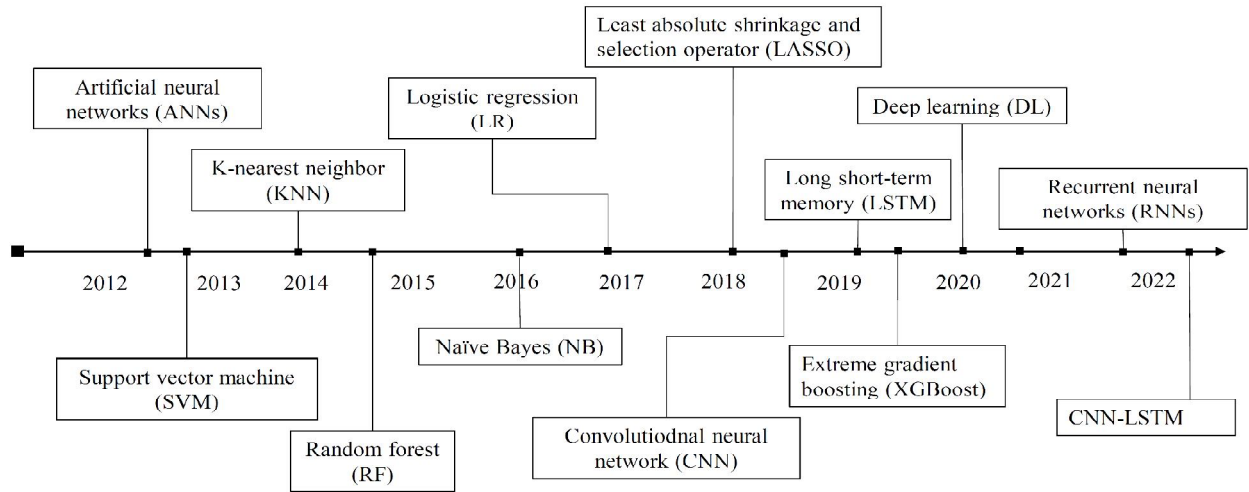 Least absolute shrinkage and
selection operator (LASSO)
Artificial neural
networks (ANNs)
Logistic regression
(LR)
Deep learning (DL)
K-nearest neighbor
(KNN)
Long short-term
memory (LSTM)
Recurrent neural
networks (RNNs)
2012 2013 2014 2015 2016 2017 2018 2019 2020 2021 2022
Naïve Bayes (NB)
Support vector machine
(SVM)
Extreme gradient
boosting (XGBoost)
CNN-LSTM
Random forest
(RF)
Convolutiodnal neural
network (CNN)